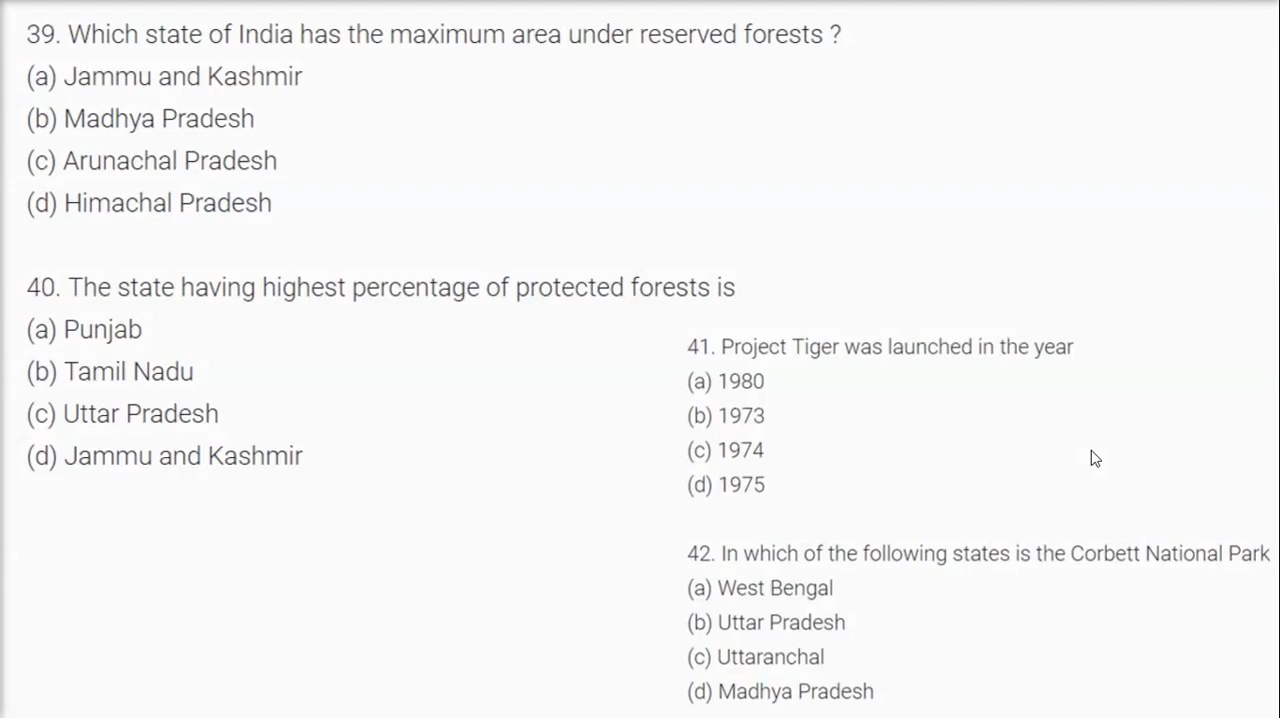 39. Which state of India has the maximum area under reserved forests ?
(a) Jammu and Kashmir
(b) Madhya Pradesh
(c) Arunachal Pradesh
(d) Himachal Pradesh
40. The state having highest percentage of protected forests is
(a) Punjab
(b) Tamil Nadu
(c) Uttar Pradesh
(d) Jammu and Kashmir
41. Project Tiger was launched in the year
(a) 1980
(b) 1973
(c) 1974
(d) 1975
42. In which of the following states is the Corbett National Park
(a) West Bengal
(b) Uttar Pradesh
(c) Uttaranchal
(d) Madhya Pradesh